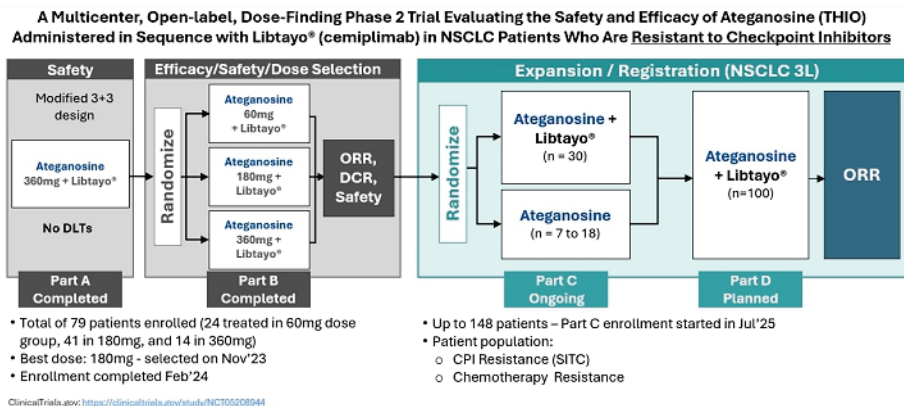 A Multicenter, Open-label, Dose-Finding Phase 2 Trial Evaluating the Safety and Efficacy of Ateganosine (THIO)
Administered in Sequence with Libtayo® (cemiplimab) in NSCLC Patients Who Are Resistant to Checkpoint Inhibitors
Safety
Modified 3+3
design
Ateganosine
360mg + Libtayo®
No DLTs
Part A
Completed
Efficacy/Safety/Dose Selection
Randomize
Ateganosine
60mg
+ Libtayo®
Ateganosine
180mg +
Libtayo®
Ateganosine
360mg +
Libtayo®
ORR,
DCR,
Safety
Part B
Completed
Expansion / Registration (NSCLC 3L)
Randomize
Ateganosine +
Libtayo®
(n = 30)
Ateganosine
(n = 7 to 18)
Ateganosine
+ Libtayo®
(n=100)
ORR
Part C
Ongoing
Part D
Planned
• Total of 79 patients enrolled (24 treated in 60mg dose
group, 41 in 180mg, and 14 in 360mg)
• Best dose: 180mg - selected on Nov'23
• Enrollment completed Feb'24
• Up to 148 patients – Part C enrollment started in Jul'25
• Patient population:
o CPI Resistance (SITC)
o Chemotherapy Resistance
ClinicalTrials.gov: https://clinicaltrials.gov/study/NCT05208944